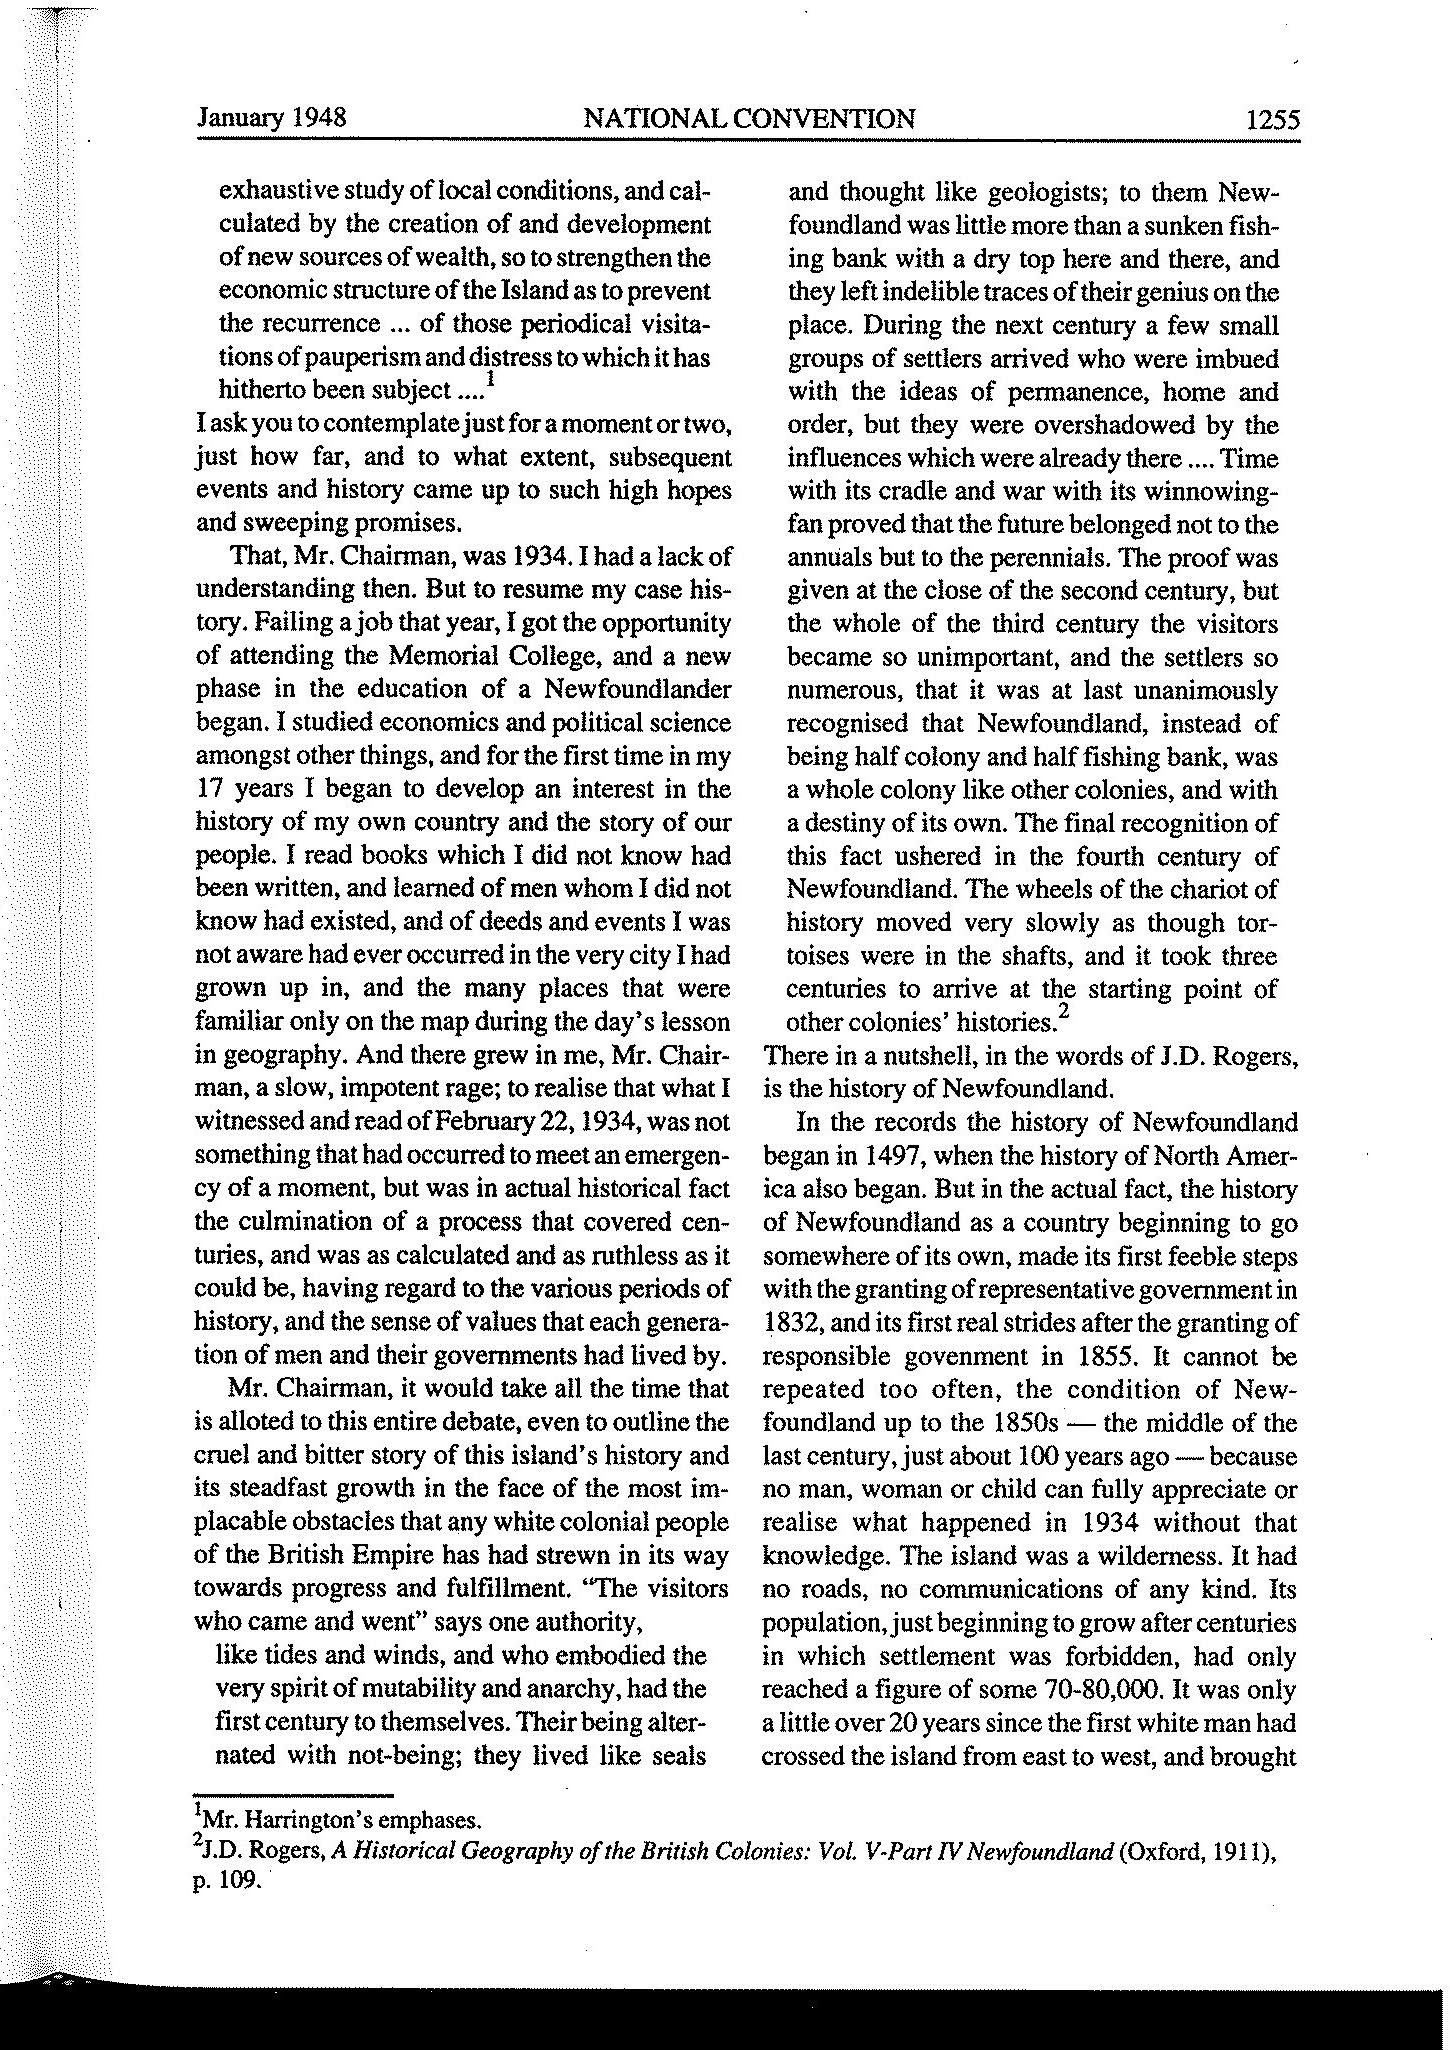 January 1948 NATIONAL CONVENTION 1255
exhaustive study of local conditions, and cal-
culated by the creation of and development
of new sources of wealth, so to strengthen the
economic structure of the Island as to prevent
the recurrence ... of those periodical visita-
tions of pauperism and distress to which it has
hitherto been subject ....1
I ask you to contemplate just for a moment or two,
just how far, and to what extent, subsequent
events and history came up to such high hopes
and sweeping promises.
That, Mr. Chairman, was 1934. I had a lack of
understanding then. But to resume my case his-
tory. Failing a job that year, I got the opportunity
of attending the Memorial College, and a new
phase in the education of a Newfoundlander
began. I studied economics and political science
amongst other things, and for the first time in my
17 years I began to develop an interest in the
history of my own country and the story of our
people. I read books which I did not know had
been written, and learned of men whom I did not
know had existed, and of deeds and events I was
not aware had ever occurred in the very city I had
grown up in, and the many places that were
familiar only on the map during the day's lesson
in geography. And there grew in me, Mr. Chair-
man, a slow, impotent rage; to realise that what I
witnessed and read of February 22, 1934, was not
something that had occurred to meet an emergen-
cy of a moment, but was in actual historical fact
the culmination of a process that covered cen-
turies, and was as calculated and as ruthless as it
could be, having regard to the various periods of
history, and the sense of values that each genera-
tion of men and their governments had lived by.
Mr. Chairman, it would take all the time that
is alloted to this entire debate, even to outline the
cruel and bitter story of this island's history and
its steadfast growth in the face of the most im-
placable obstacles that any white colonial people
of the British Empire has had strewn in its way
towards progress and fulfillment. "The visitors
who came and went" says one authority,
like tides and winds, and who embodied the
very spirit of mutability and anarchy, had the
first century to themselves. Their being alter-
nated with not-being; they lived like seals
and thought like geologists; to them New-
foundland was little more than a sunken fish-
ing bank with a dry top here and there, and
they left indelible traces of their genius on the
place. During the next century a few small
groups of settlers arrived who were imbued
with the ideas of permanence, home and
order, but they were overshadowed by the
influences which were already there .... Time
with its cradle and war with its winnowing-
fan proved that the future belonged not to the
annuals but to the perennials. The proof was
given at the close of the second century, but
the whole of the third century the visitors
became so unimportant, and the settlers so
numerous, that it was at last unanimously
recognised that Newfoundland, instead of
being half colony and half fishing bank, was
a whole colony like other colonies, and with
a destiny of its own. The final recognition of
this fact ushered in the fourth century of
Newfoundland. The wheels of the chariot of
history moved very slowly as though tor-
toises were in the shafts, and it took three
centuries to arrive at the starting point of
other colonies' histories.2
There in a nutshell, in the words of J.D. Rogers,
is the history of Newfoundland.
In the records the history of Newfoundland
began in 1497, when the history of North Amer-
ica also began. But in the actual fact, the history
of Newfoundland as a country beginning to go
somewhere of its own, made its first feeble steps
with the granting of representative government in
1832, and its first real strides after the granting of
responsible govenment in 1855. It cannot be
repeated too often, the condition of New-
foundland up to the 1850s — the middle of the
last century, just about 100 years ago — because
no man, woman or child can fully appreciate or
realise what happened in 1934 without that
knowledge. The island was a wilderness. It had
no roads, no communications of any kind. Its
population, just beginning to grow after centuries
in which settlement was forbidden, had only
reached a figure of some 70-80,000. It was only
a little over 20 years since the first white man had
crossed the island from east to west, and brought
1Mr. Harrington's emphases.
2J.D. Rogers, A Historical Geography of the British Colonies: Vol. V-Part IV Newfoundland (Oxford, 1911),
p. 109.